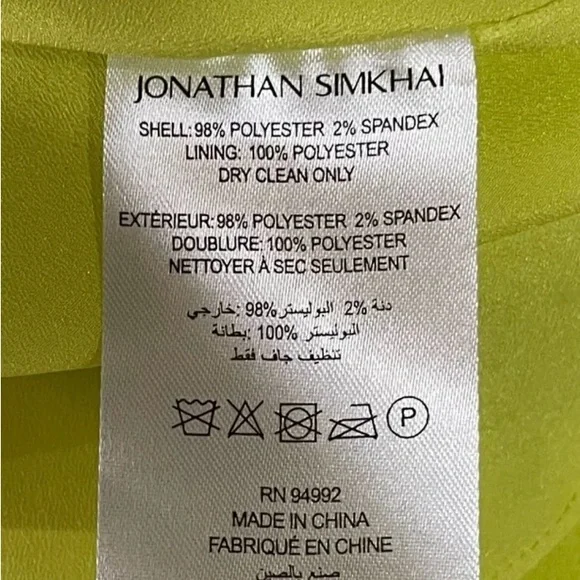 JONATHAN SIMKHAI
SHELL: 98% POLYESTER 2% SPANDEX
LINING: 100% POLYESTER
DRY CLEAN ONLY
EXTÉRIEUR: 98% POLYESTER 2% SPANDEX
DOUBLURE: 100% POLYESTER
NETTOYER À SEC SEULEMENT
خارجي: 98% البوليستر 2% دنة
بطانة: 100% البوليستر
تنظيف جاف فقط
P
RN 94992
MADE IN CHINA
FABRIQUÉ EN CHINE
صنع بالصين